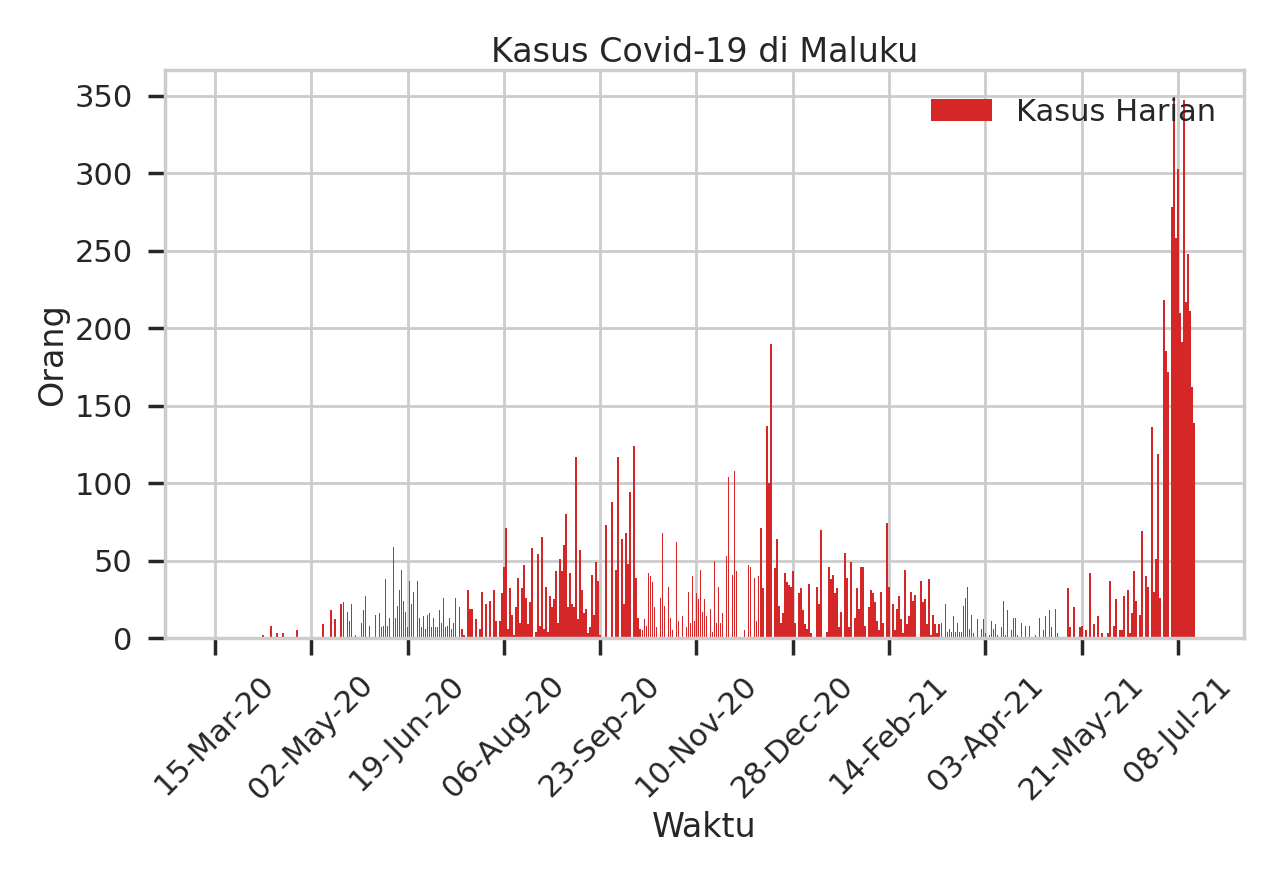 Kasus Covid-19 di Maluku
Kasus Harian
Orang
350
300
250
200
150
100
50
0
15-Mar-20
02-May-20
19-Jun-20
06-Aug-20
23-Sep-20
10-Nov-20
28-Dec-20
14-Feb-21
03-Apr-21
21-May-21
08-Jul-21
Waktu